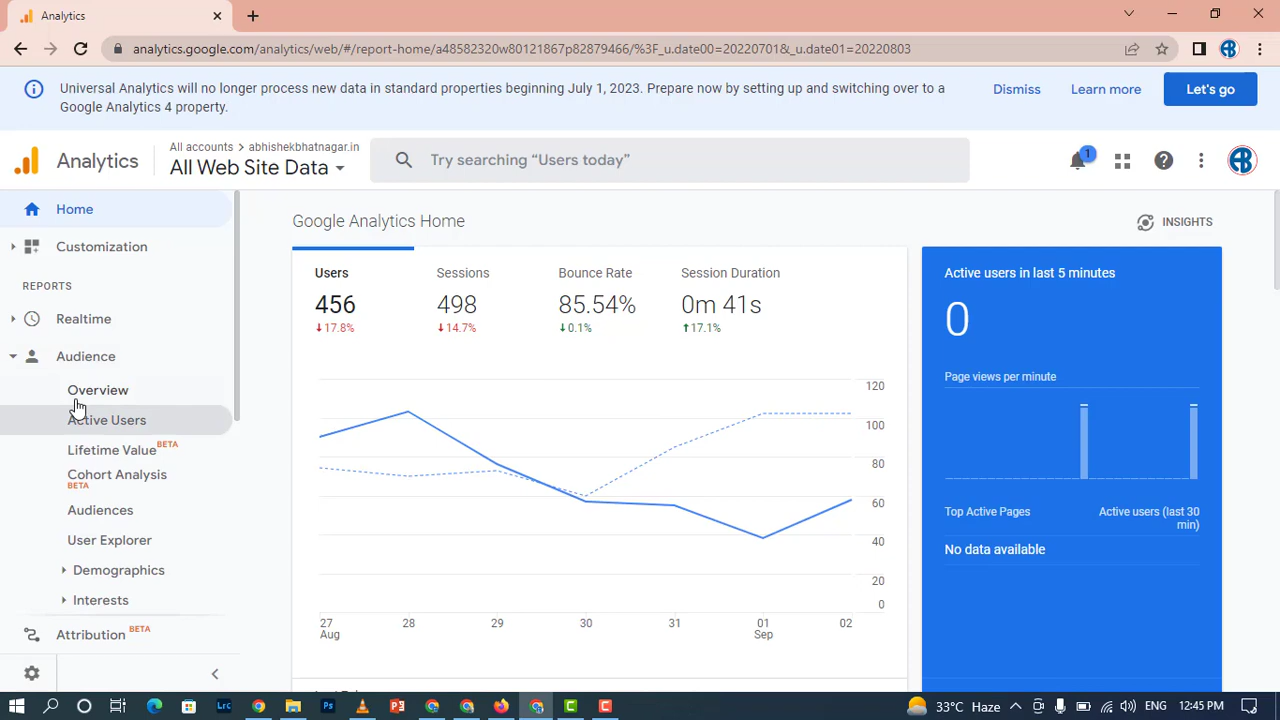 Analytics
analytics.google.com/analytics/web/#/report-home/a48582320w80121867p82879466/%3F_u.date00=20220701&_u.date01=20220803
Universal Analytics will no longer process new data in standard properties beginning July 1, 2023. Prepare now by setting up and switching over to a
Google Analytics 4 property.
Dismiss
Learn more
Let's go
Analytics
All accounts > abhishekbhatnagar.in
All Web Site Data
Try searching “Users today”
1
Home
Customization
REPORTS
Realtime
Audience
Overview
Active Users
Lifetime Value BETA
Cohort Analysis
BETA
Audiences
User Explorer
Demographics
Interests
Attribution BETA
Google Analytics Home
INSIGHTS
Users
456
↓17.8%
Sessions
498
↓14.7%
Bounce Rate
85.54%
↓0.1%
Session Duration
0m 41s
↑17.1%
120
100
80
60
40
20
0
27
Aug
28
29
30
31
01
Sep
02
Active users in last 5 minutes
0
Page views per minute
Top Active Pages
Active users (last 30
min)
No data available
Lrc
Ps
33°C Haze
12:45 PM